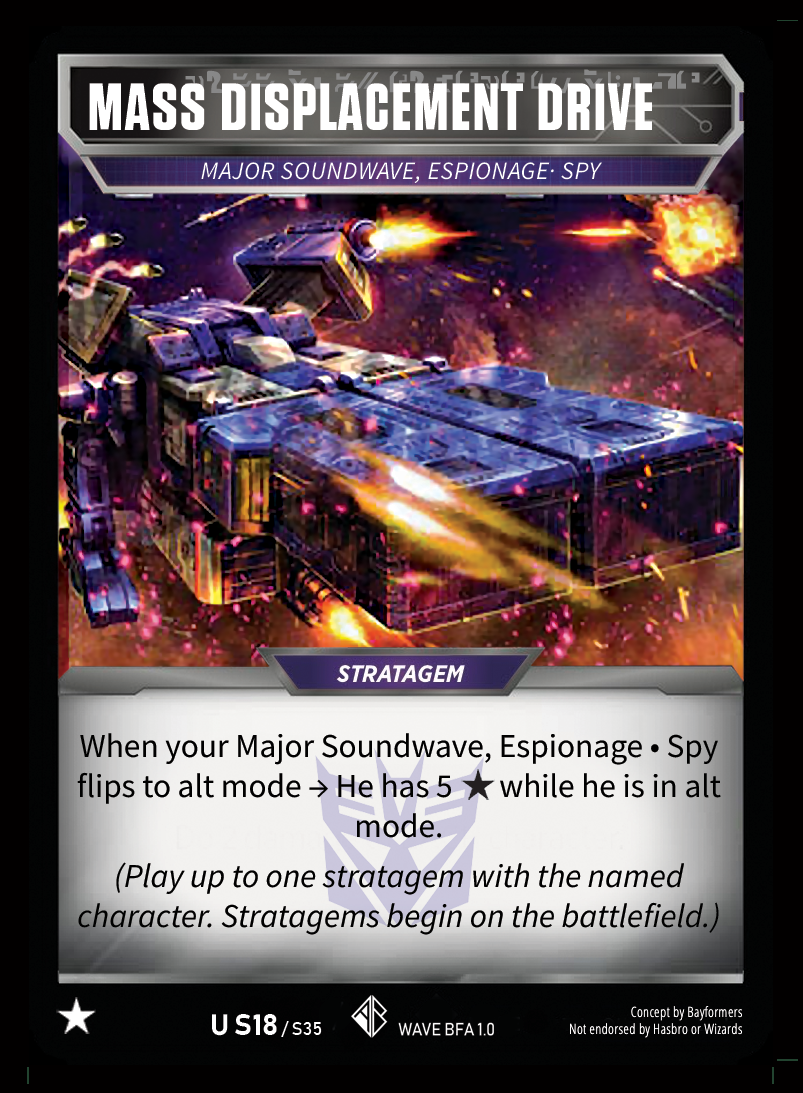 MASS DISPLACEMENT DRIVE
MAJOR SOUNDWAVE, ESPIONAGE· SPY
STRATAGEM
When your Major Soundwave, Espionage • Spy
flips to alt mode → He has 5 ★ while he is in alt
mode.
(Play up to one stratagem with the named
character. Stratagems begin on the battlefield.)
★
U S18 / S35
WAVE BFA 1.0
Concept by Bayformers
Not endorsed by Hasbro or Wizards